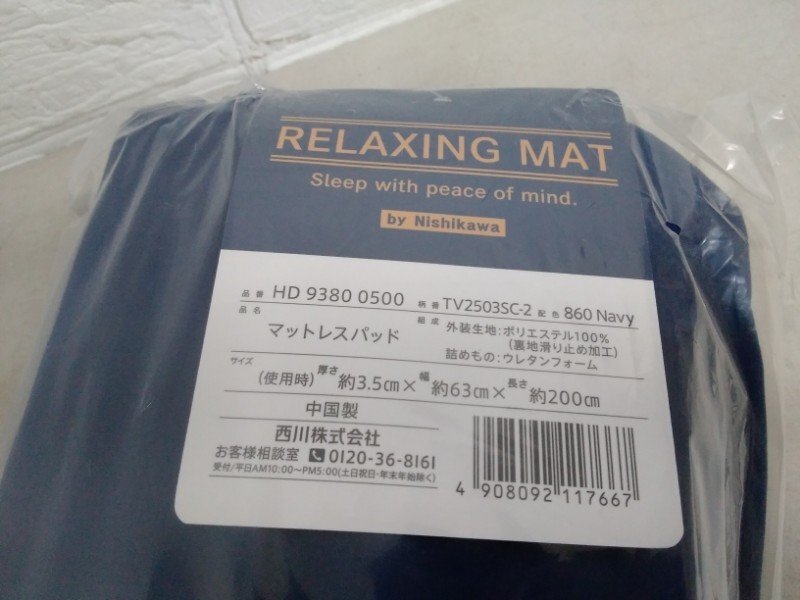 RELAXING MAT
Sleep with peace of mind.
by Nishikawa
品番 HD 9380 0500 柄番 TV2503SC-2 配色 860 Navy
品名 マットレスパッド 組成 外装生地:ポリエステル100%
(裏地滑り止め加工)
詰めもの:ウレタンフォーム
サイズ
(使用時) 厚さ 約3.5cm× 幅 約63cm× 長さ 約200cm
中国製
西川株式会社
お客様相談室 0120-36-8161
受付/平日AM10:00〜PM5:00(土日祝日・年末年始除く)
4 908092 117667